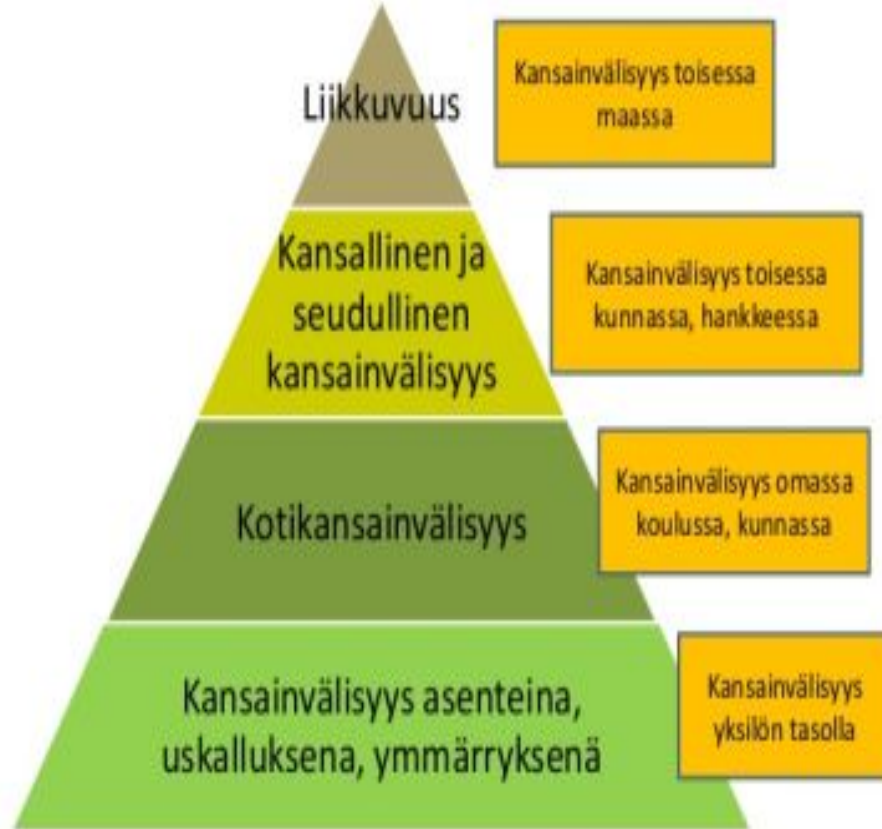 Liikkuvuus
Kansainvälisyys toisessa
maassa
Kansallinen ja
seudullinen
kansainvälisyys
Kansainvälisyys toisessa
kunnassa, hankkeessa
Kotikansainvälisyys
Kansainvälisyys omassa
koulussa, kunnassa
Kansainvälisyys asenteina,
uskalluksena, ymmärryksenä
Kansainvälisyys
yksilön tasolla